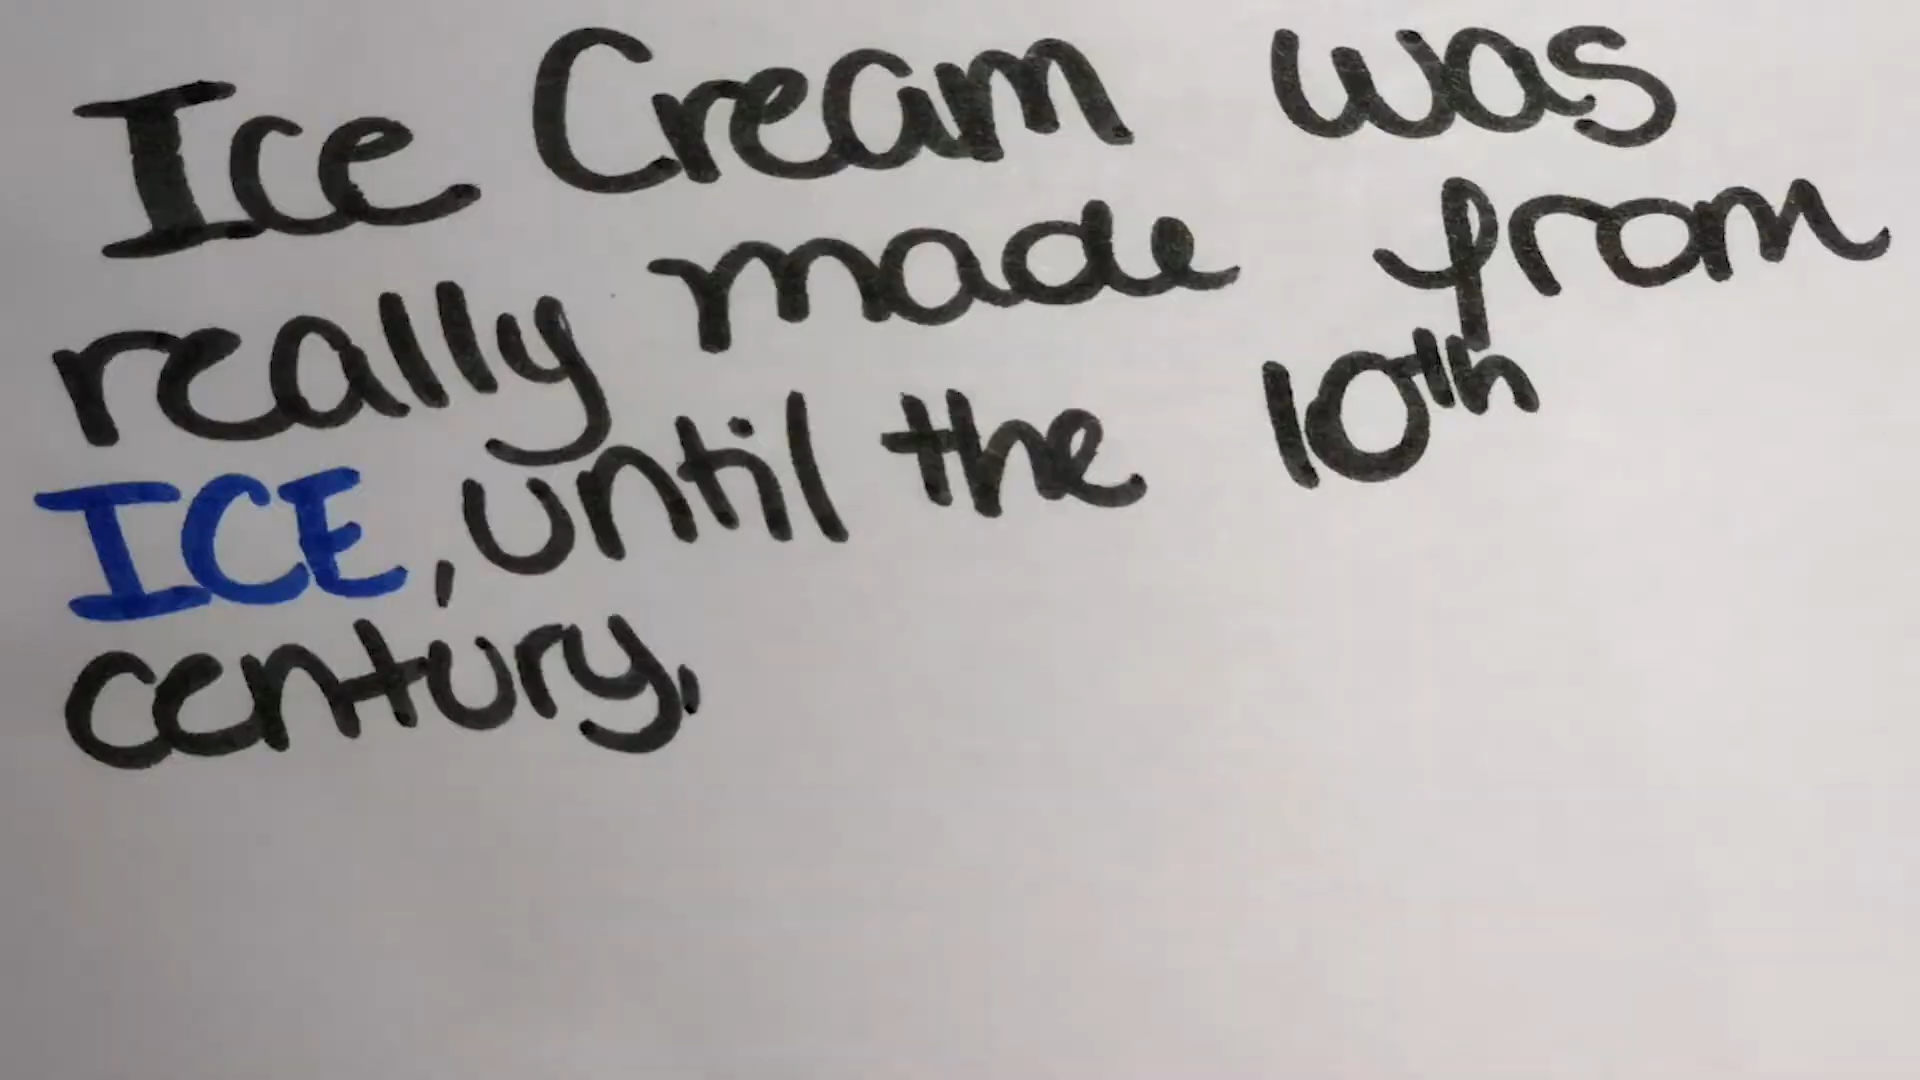 Ice Cream was
really made from
ICE, until the 10th
century.